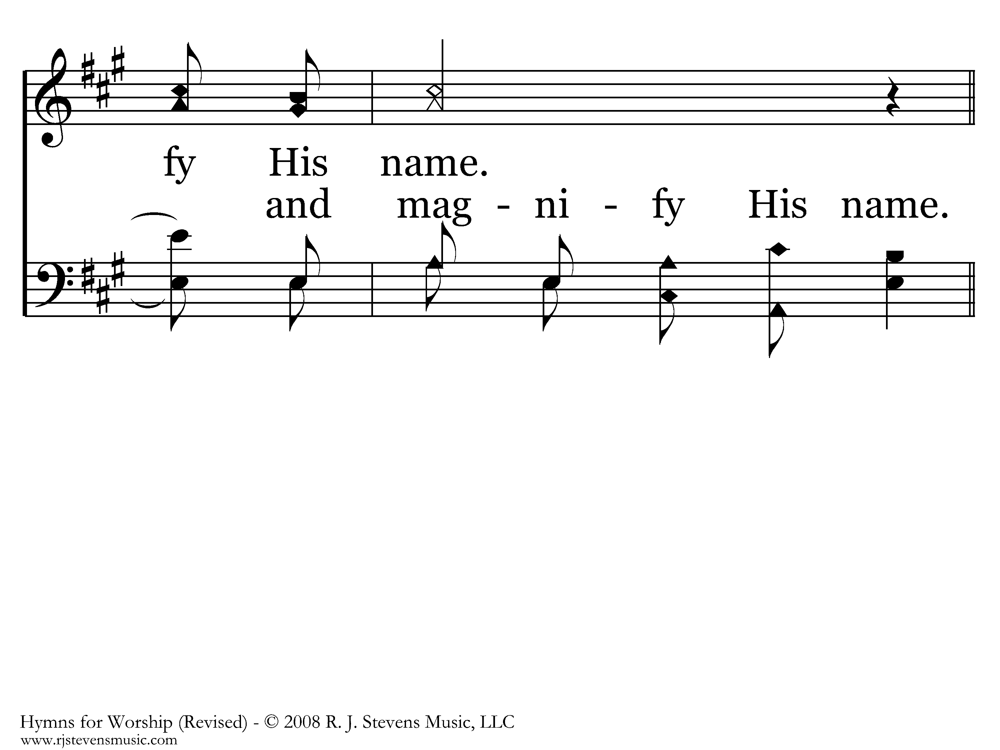 fy His name.
and mag - ni - fy His name.
Hymns for Worship (Revised) - © 2008 R. J. Stevens Music, LLC
www.rjstevensmusic.com